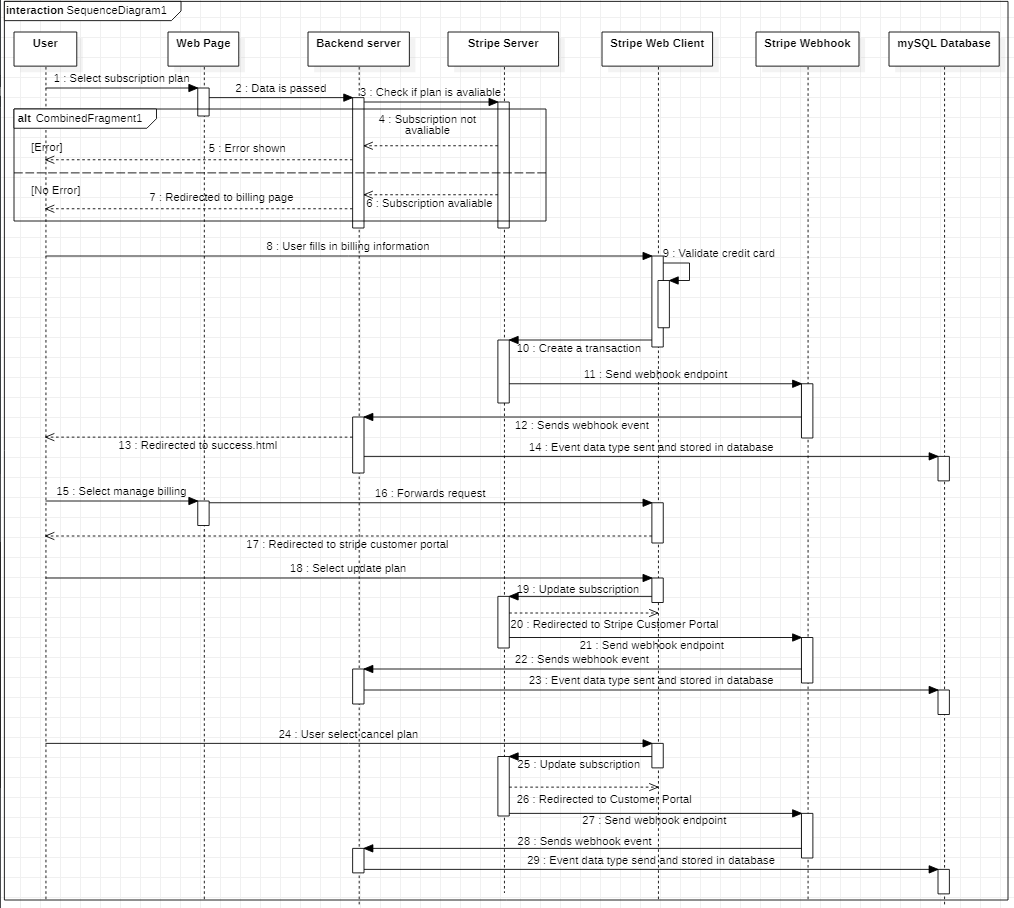 interaction SequenceDiagram1
User
Web Page
Backend server
Stripe Server
Stripe Web Client
Stripe Webhook
mySQL Database
1 : Select subscription plan
2 : Data is passed
3 : Check if plan is avaliable
alt CombinedFragment1
4 : Subscription not
avaliable
[Error]
5 : Error shown
[No Error]
7 : Redirected to billing page
6 : Subscription avaliable
8 : User fills in billing information
9 : Validate credit card
10 : Create a transaction
11 : Send webhook endpoint
12 : Sends webhook event
13 : Redirected to success.html
14 : Event data type sent and stored in database
15 : Select manage billing
16 : Forwards request
17 : Redirected to stripe customer portal
18 : Select update plan
19 : Update subscription
20 : Redirected to Stripe Customer Portal
21 : Send webhook endpoint
22 : Sends webhook event
23 : Event data type sent and stored in database
24 : User select cancel plan
25 : Update subscription
26 : Redirected to Customer Portal
27 : Send webhook endpoint
28 : Sends webhook event
29 : Event data type send and stored in database